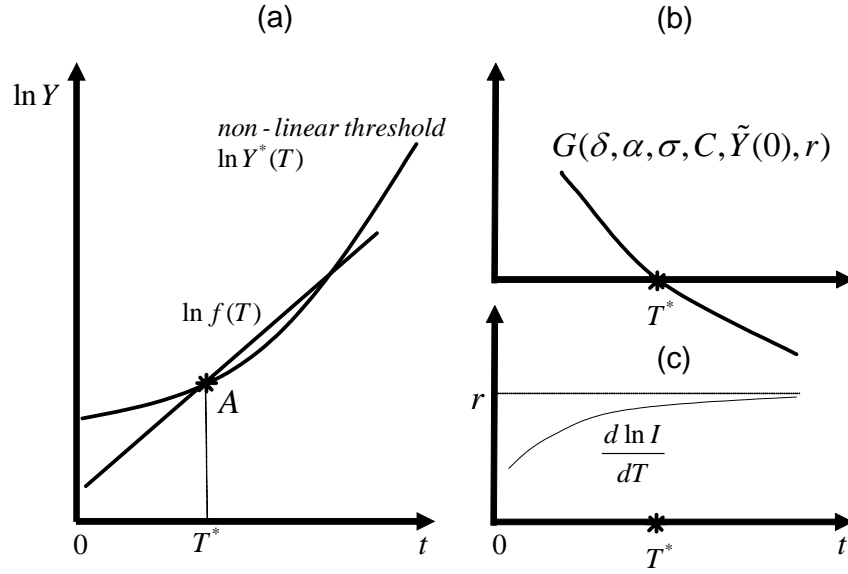 (a)
ln Y
non - linear threshold
ln Y*(T)
ln f(T)
A
0
T*
t
(b)
G(δ, α, σ, C, Ỹ(0), r)
T*
(c)
r
d ln I
dT
0
T*
t